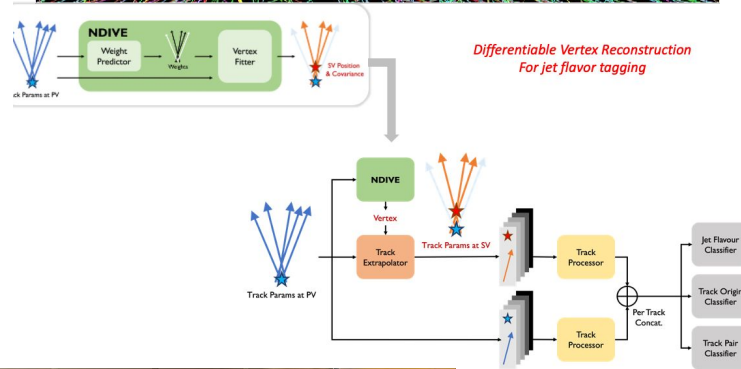 NDIVE
Weight
Predictor
Weights
Vertex
Fitter
SV Position
& Covariance
ck Params at PV
Differentiable Vertex Reconstruction
For jet flavor tagging
NDIVE
Vertex
Track Params at SV
Track
Extrapolator
Track Params at PV
Track
Processor
Track
Processor
Per Track
Concat.
Jet Flavour
Classifier
Track Origin
Classifier
Track Pair
Classifier